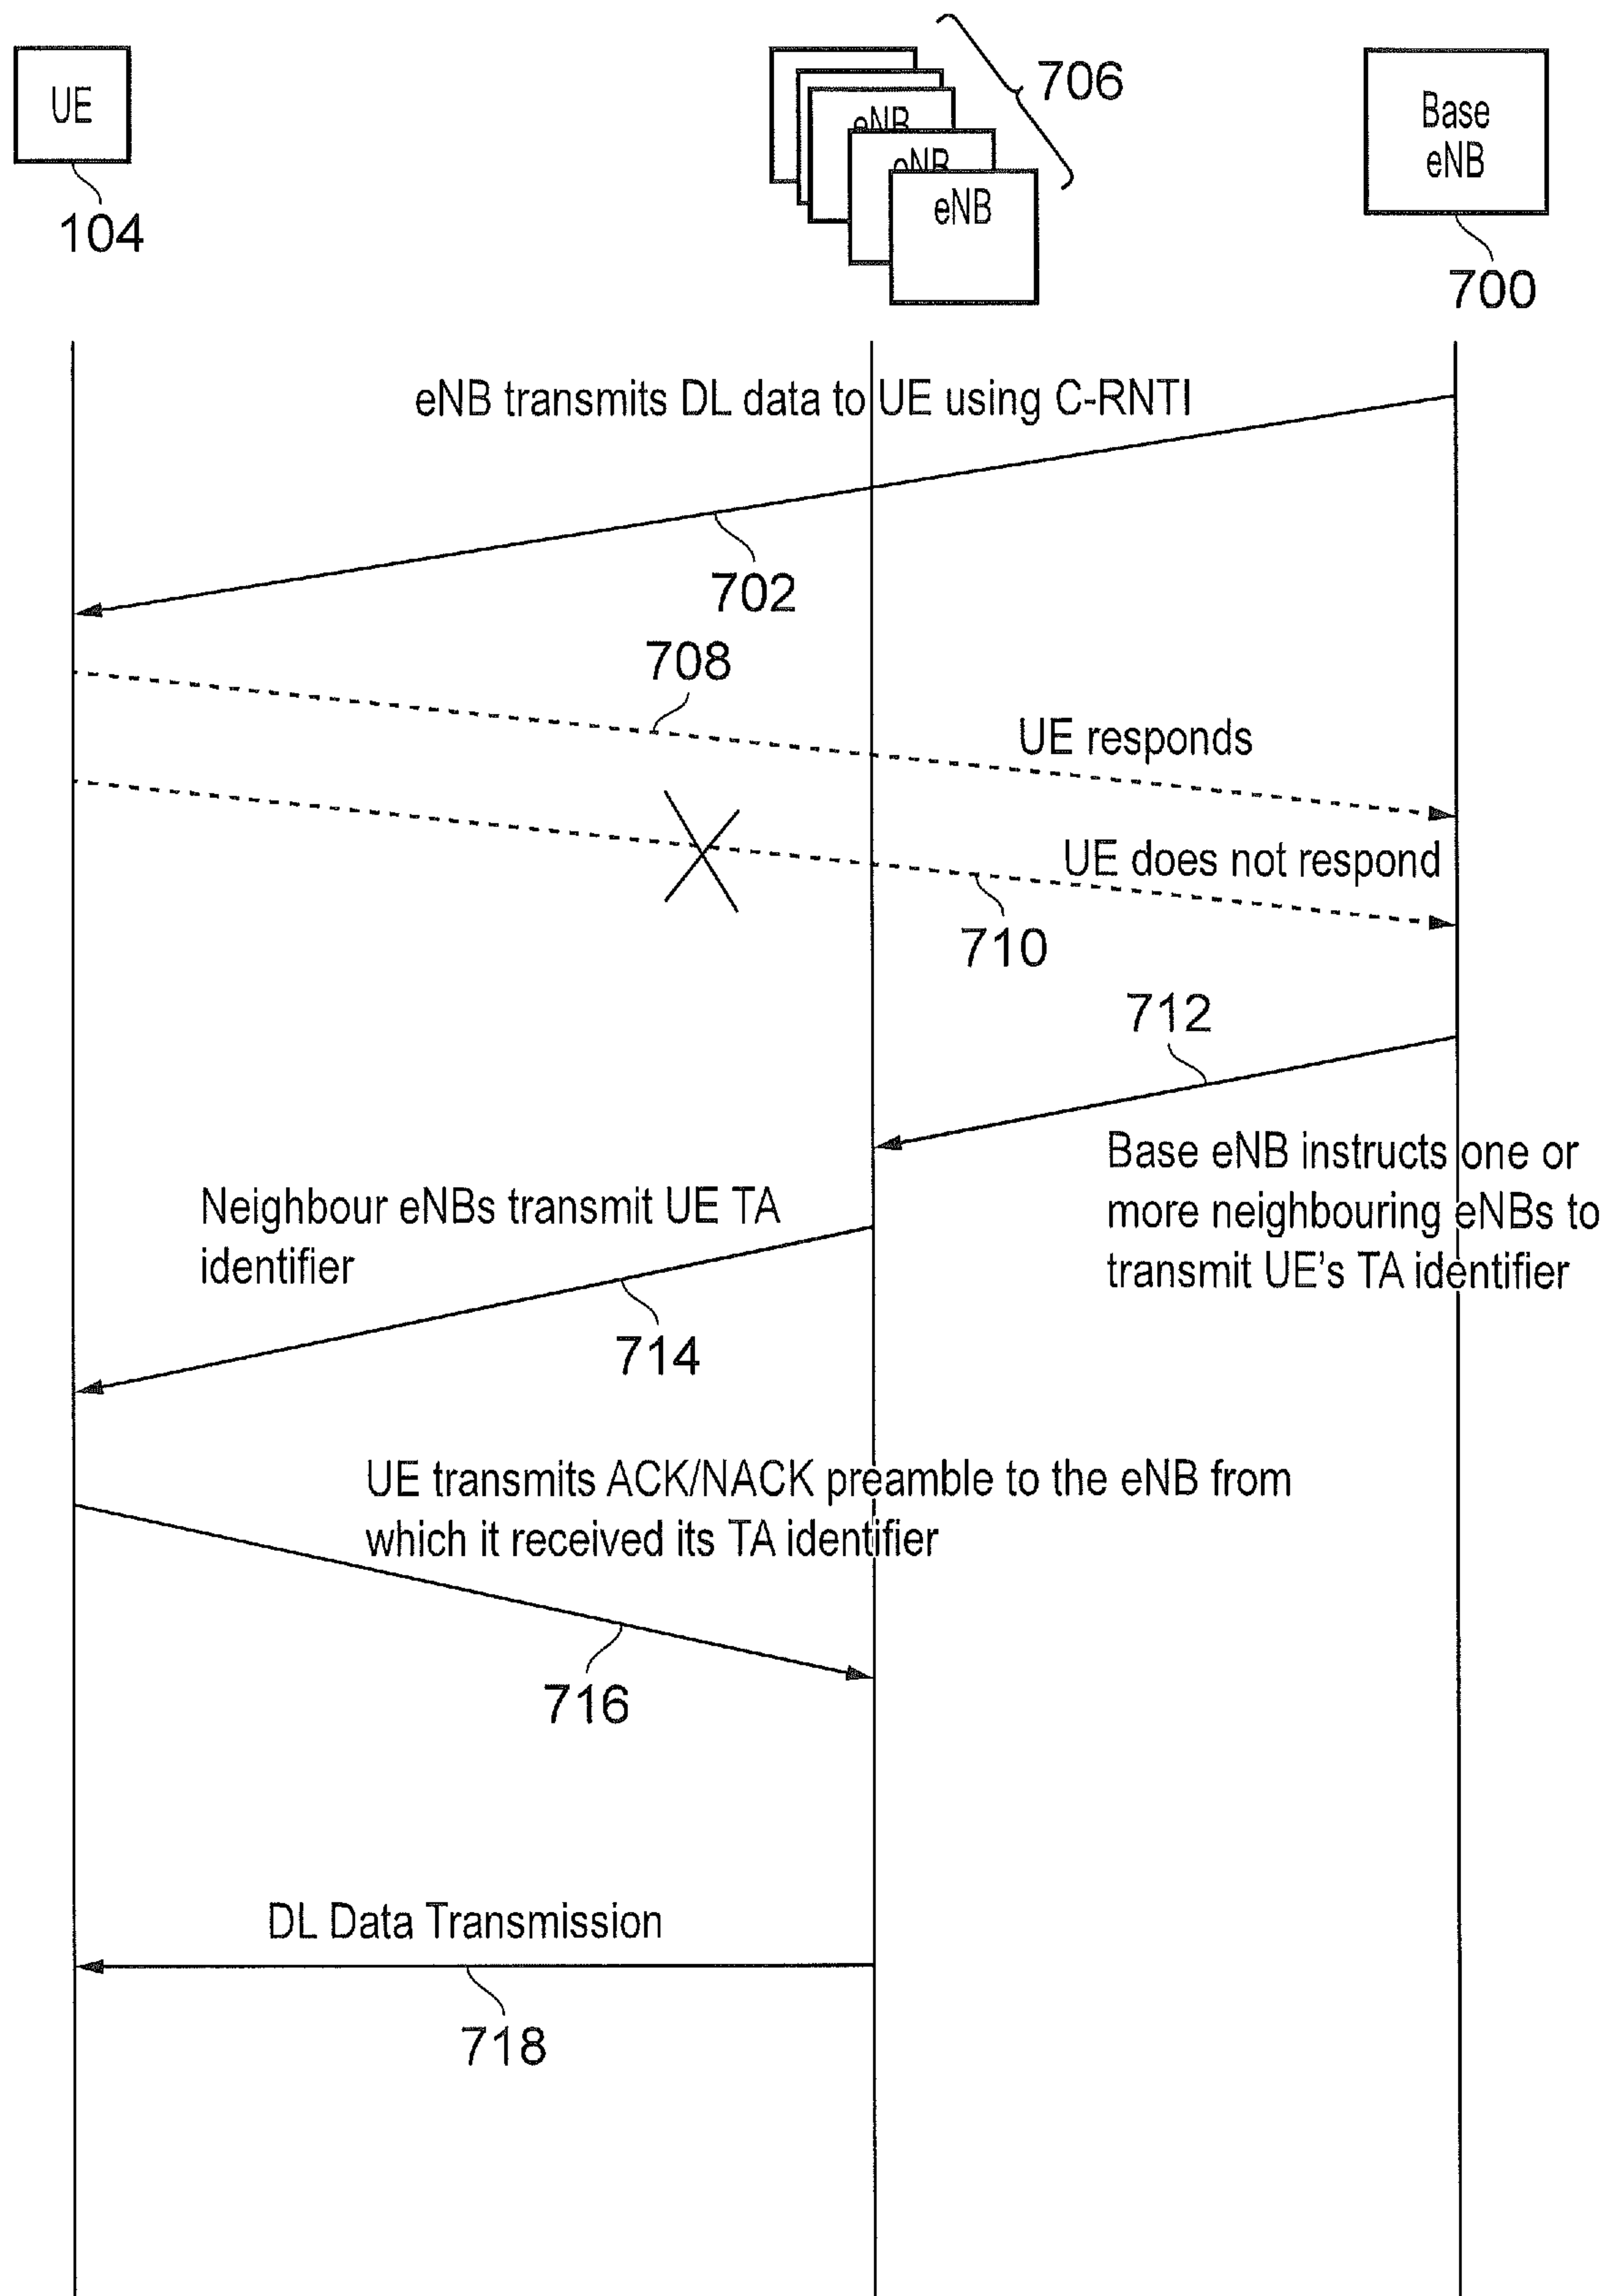 UE
104
eNB
eNB
eNB
706
Base
eNB
700
eNB transmits DL data to UE using C-RNTI
702
708
UE responds
UE does not respond
710
712
Base eNB instructs one or
more neighbouring eNBs to
transmit UE's TA identifier
Neighbour eNBs transmit UE TA
identifier
714
UE transmits ACK/NACK preamble to the eNB from
which it received its TA identifier
716
DL Data Transmission
718